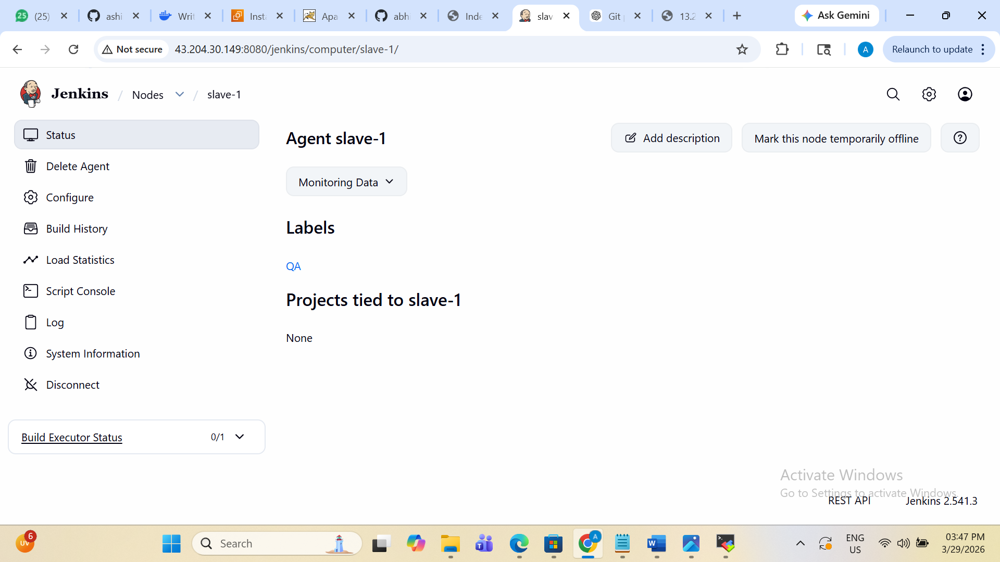 25
(25)
ashi
Writ
Insta
Apa
abh
Inde
slav
Git
13.2
Ask Gemini
Not secure
43.204.30.149:8080/jenkins/computer/slave-1/
A
Relaunch to update
Jenkins / Nodes / slave-1
Status
Delete Agent
Configure
Build History
Load Statistics
Script Console
Log
System Information
Disconnect
Build Executor Status 0/1
Agent slave-1
Add description
Mark this node temporarily offline
Monitoring Data
Labels
QA
Projects tied to slave-1
None
Activate Windows
Go to Settings to activate Windows.
REST API
Jenkins 2.541.3
UV
6
Search
T
A
W
ENG
US
03:47 PM
3/29/2026